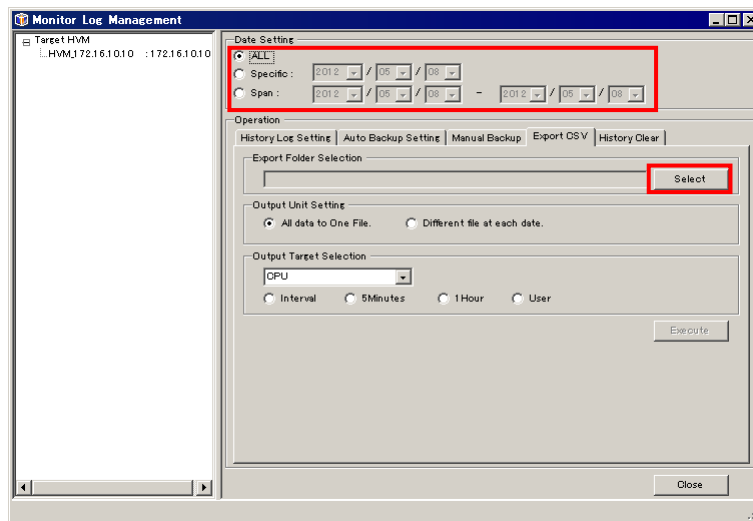 Monitor Log Management
Target HVM
HVM_172.16.10.10 : 172.16.10.10
Date Setting
ALL
Specific : 2012 / 05 / 08
Span : 2012 / 05 / 08 - 2012 / 05 / 08
Operation
History Log Setting Auto Backup Setting Manual Backup Export CSV History Clear
Export Folder Selection
Select
Output Unit Setting
All data to One File. Different file at each date.
Output Target Selection
CPU
Interval 5Minutes 1Hour User
Execute
Close